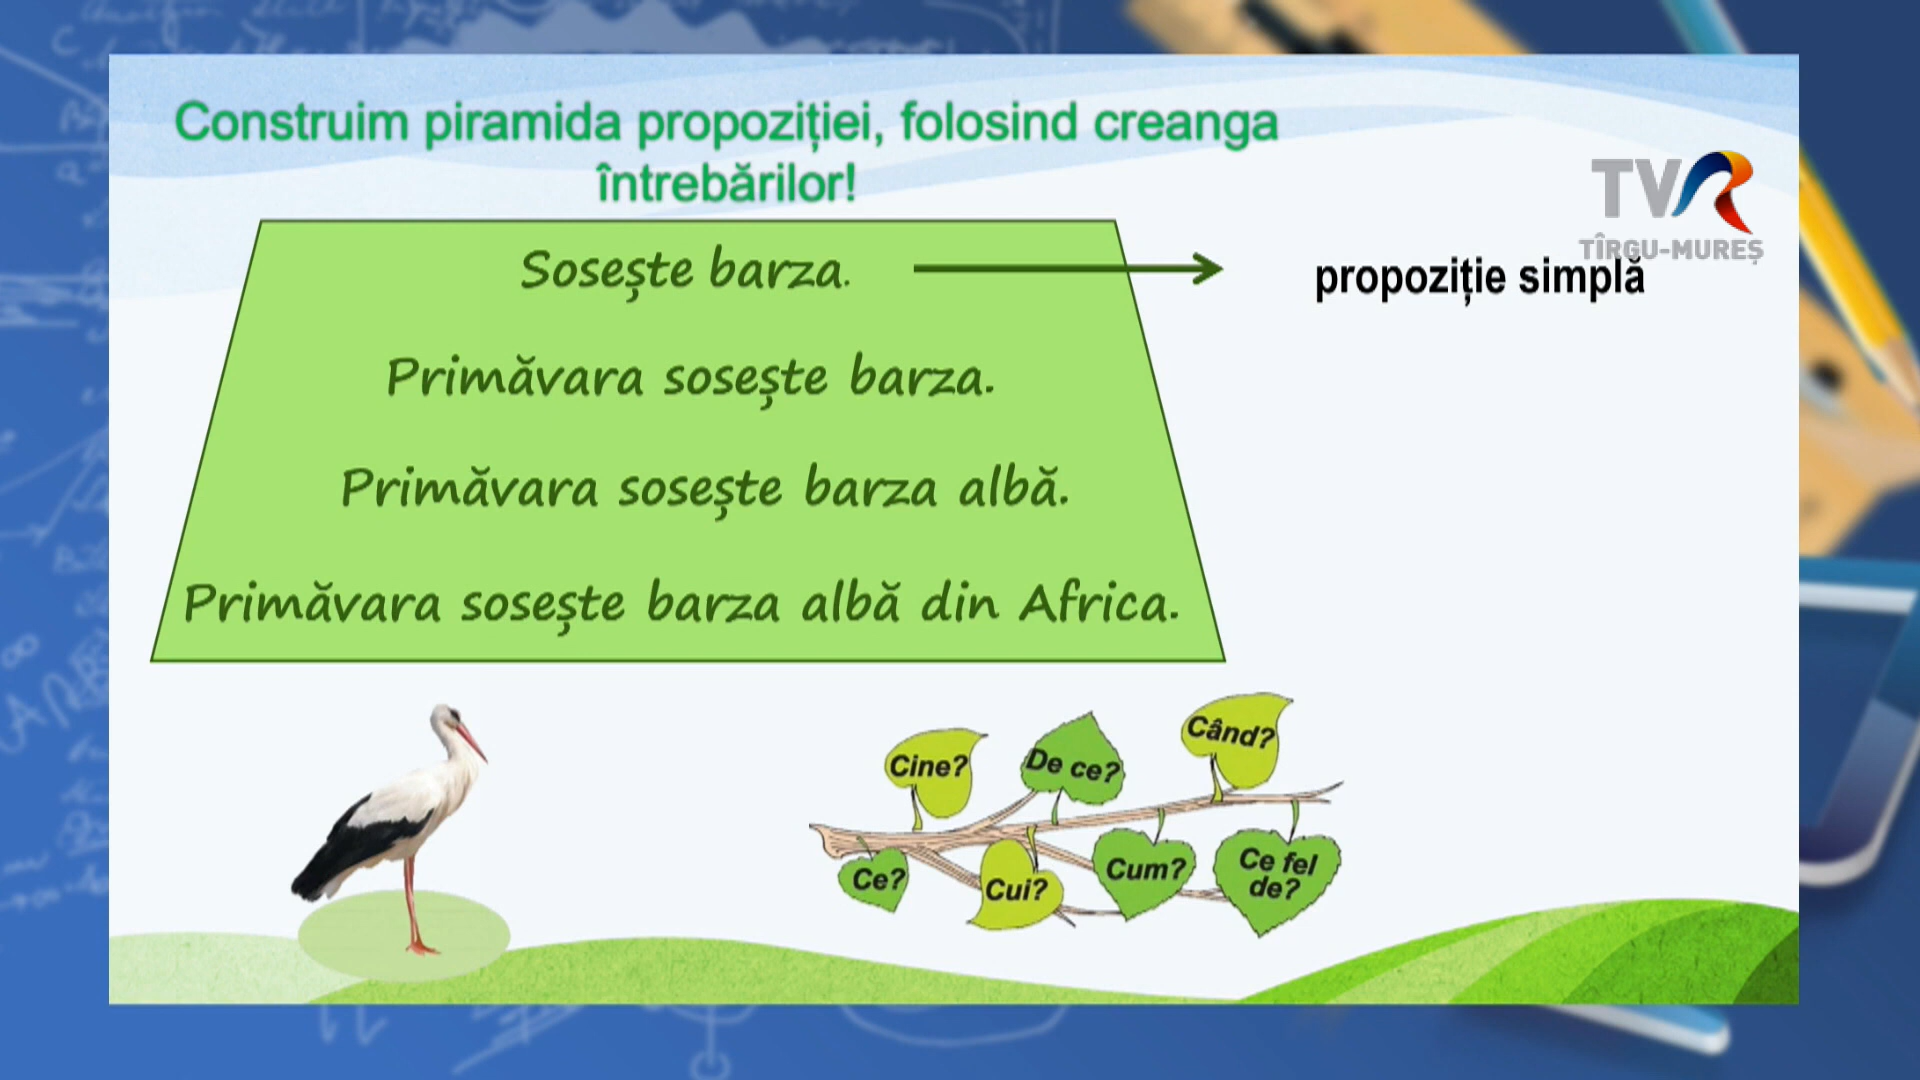 Construim piramida propoziției, folosind creanga
întrebărilor!
TVR
TÎRGU-MUREȘ
Sosește barza.
propoziție simplă
Primăvara sosește barza.
Primăvara sosește barza albă.
Primăvara sosește barza albă din Africa.
Cine?
De ce?
Când?
Ce?
Cui?
Cum?
Ce fel
de?